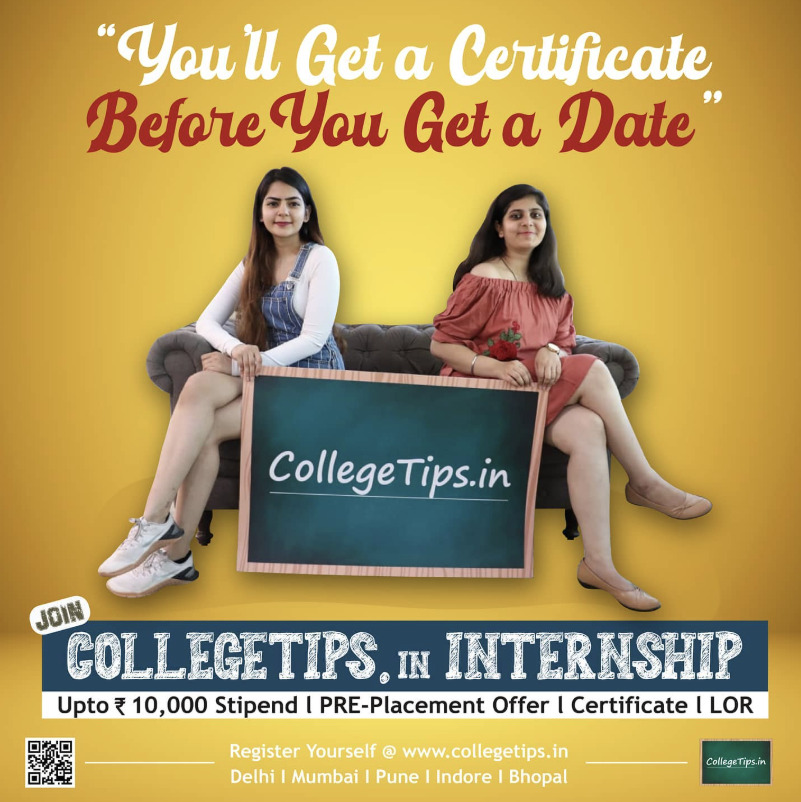 “You'll Get a Certificate
Before You Get a Date”
CollegeTips.in
JOIN
COLLEGETIPS.IN INTERNSHIP
Upto ₹ 10,000 Stipend l PRE-Placement Offer l Certificate l LOR
Register Yourself @ www.collegetips.in
Delhi I Mumbai I Pune I Indore I Bhopal
CollegeTips.in